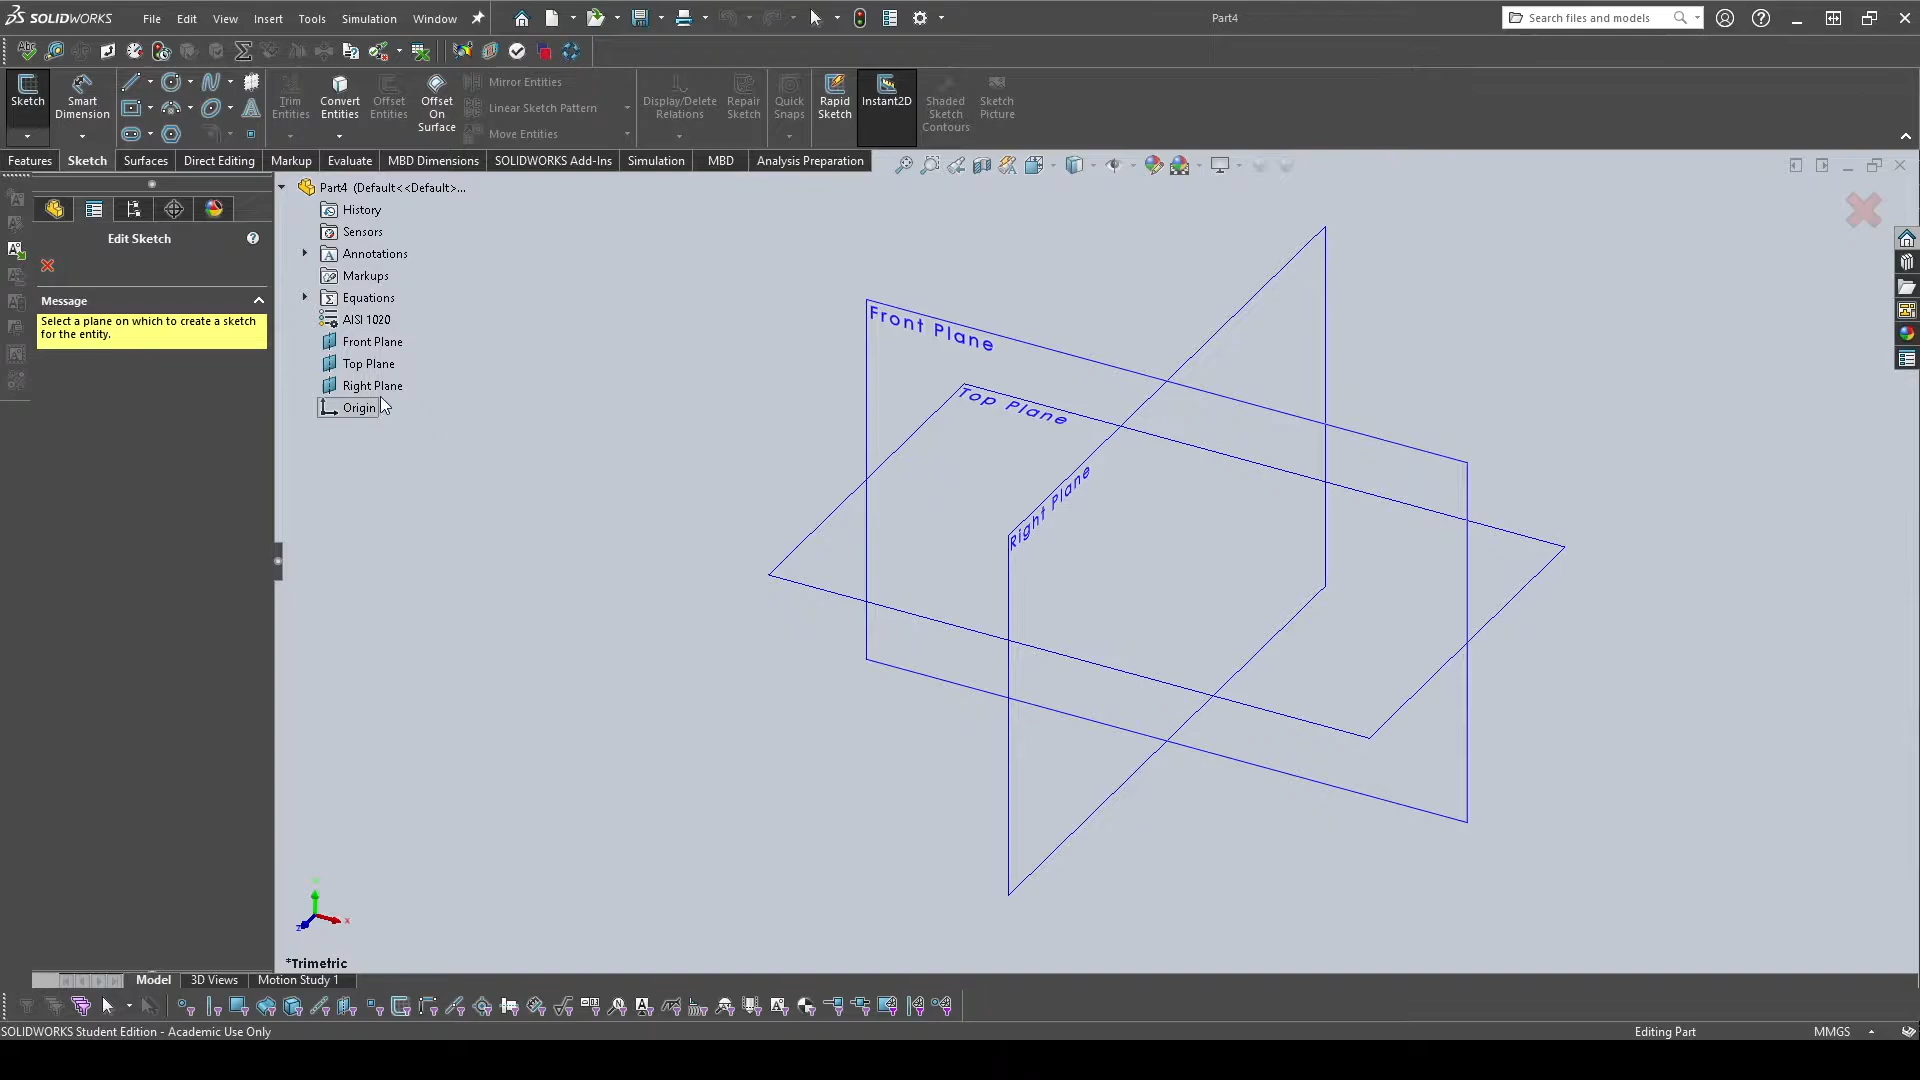 SOLIDWORKS
File Edit View Insert Tools Simulation Window
Part4
Search files and models
Sketch
Smart Dimension
Trim Entities
Convert Entities
Offset Entities
Offset On Surface
Mirror Entities
Linear Sketch Pattern
Move Entities
Display/Delete Relations
Repair Sketch
Quick Snaps
Rapid Sketch
Instant2D
Shaded Sketch Contours
Sketch Picture
Features Sketch Surfaces Direct Editing Markup Evaluate MBD Dimensions SOLIDWORKS Add-Ins Simulation MBD Analysis Preparation
Part4 (Default<<Default>...
History
Sensors
Annotations
Markups
Equations
AISI 1020
Front Plane
Top Plane
Right Plane
Origin
Edit Sketch
Message
Select a plane on which to create a sketch
for the entity.
Front Plane
Top Plane
Right Plane
x
z
*Trimetric
Model 3D Views Motion Study 1
SOLIDWORKS Student Edition - Academic Use Only
Editing Part
MMGS